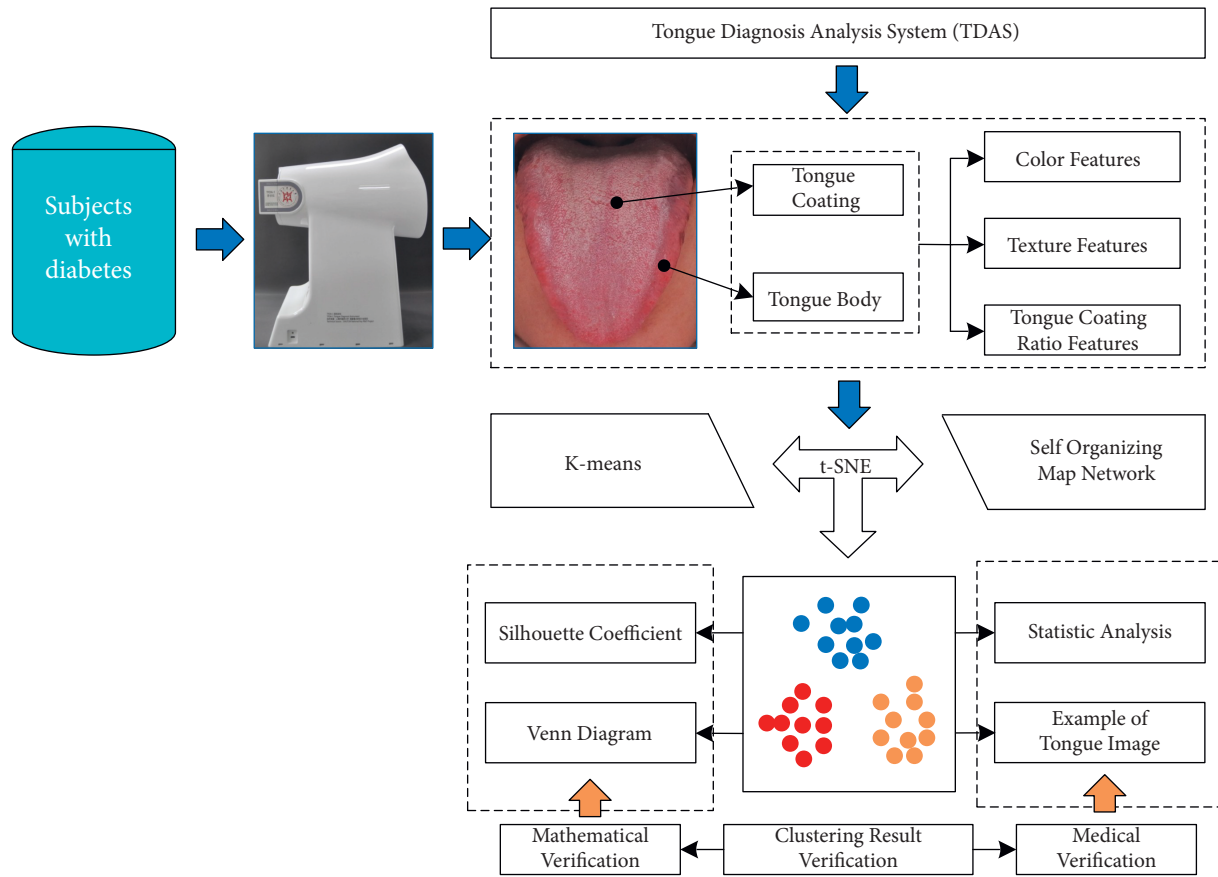 Tongue Diagnosis Analysis System (TDAS)
Subjects
with
diabetes
Tongue
Coating
Tongue Body
Color Features
Texture Features
Tongue Coating
Ratio Features
K-means
t-SNE
Self Organizing
Map Network
Silhouette Coefficient
Venn Diagram
Statistic Analysis
Example of
Tongue Image
Mathematical
Verification
Clustering Result
Verification
Medical
Verification